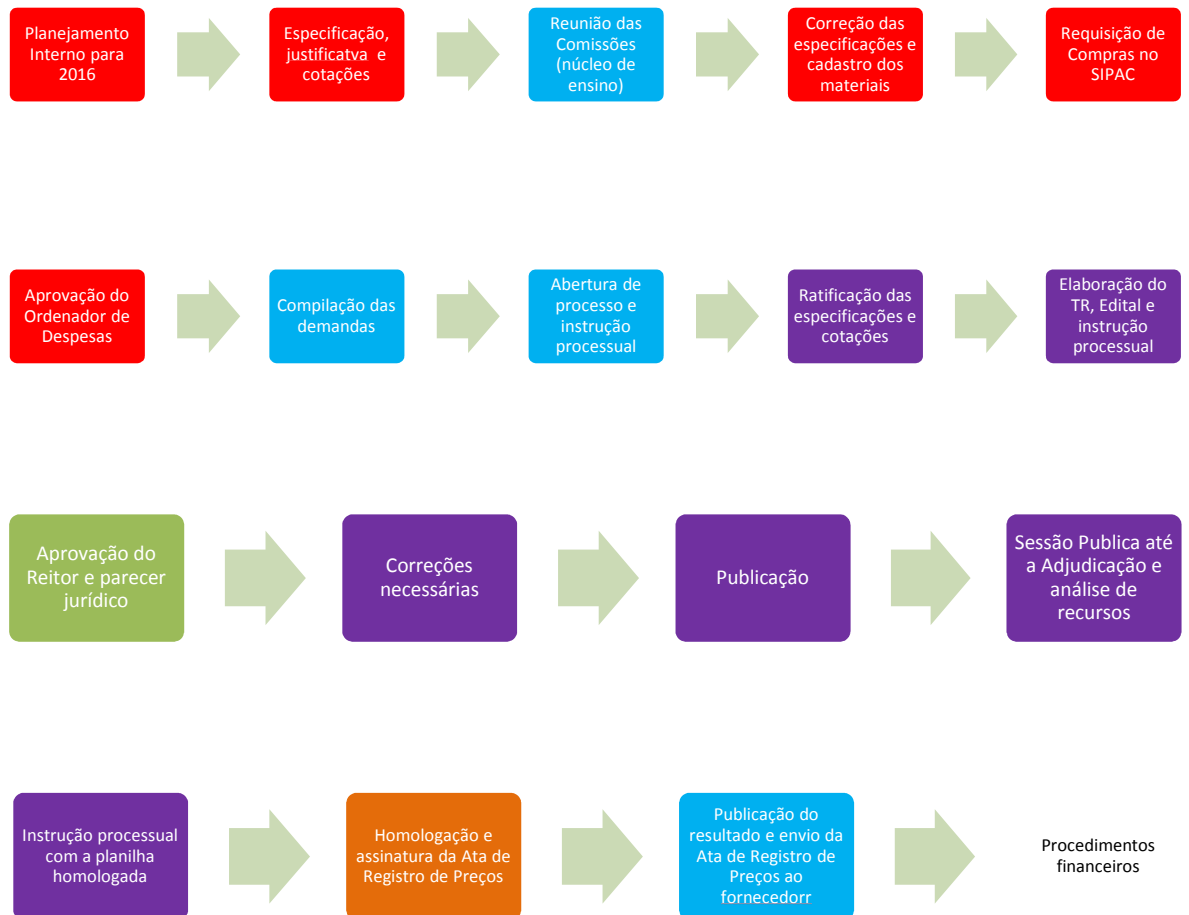 Planejamento
Interno para
2016
Especificação,
justificatva e
cotações
Reunião das
Comissões
(núcleo de
ensino)
Correção das
especificações e
cadastro dos
materiais
Requisição de
Compras no
SIPAC
Aprovação do
Ordenador de
Despesas
Compilação das
demandas
Abertura de
processo e
instrução
processual
Ratificação das
especificações e
cotações
Elaboração do
TR, Edital e
instrução
processual
Aprovação do
Reitor e parecer
jurídico
Correções
necessárias
Publicação
Sessão Publica até
a Adjudicação e
análise de
recursos
Instrução processual
com a planilha
homologada
Homologação e
assinatura da Ata de
Registro de Preços
Publicação do
resultado e envio da
Ata de Registro de
Preços ao
fornecedorr
Procedimentos
financeiros